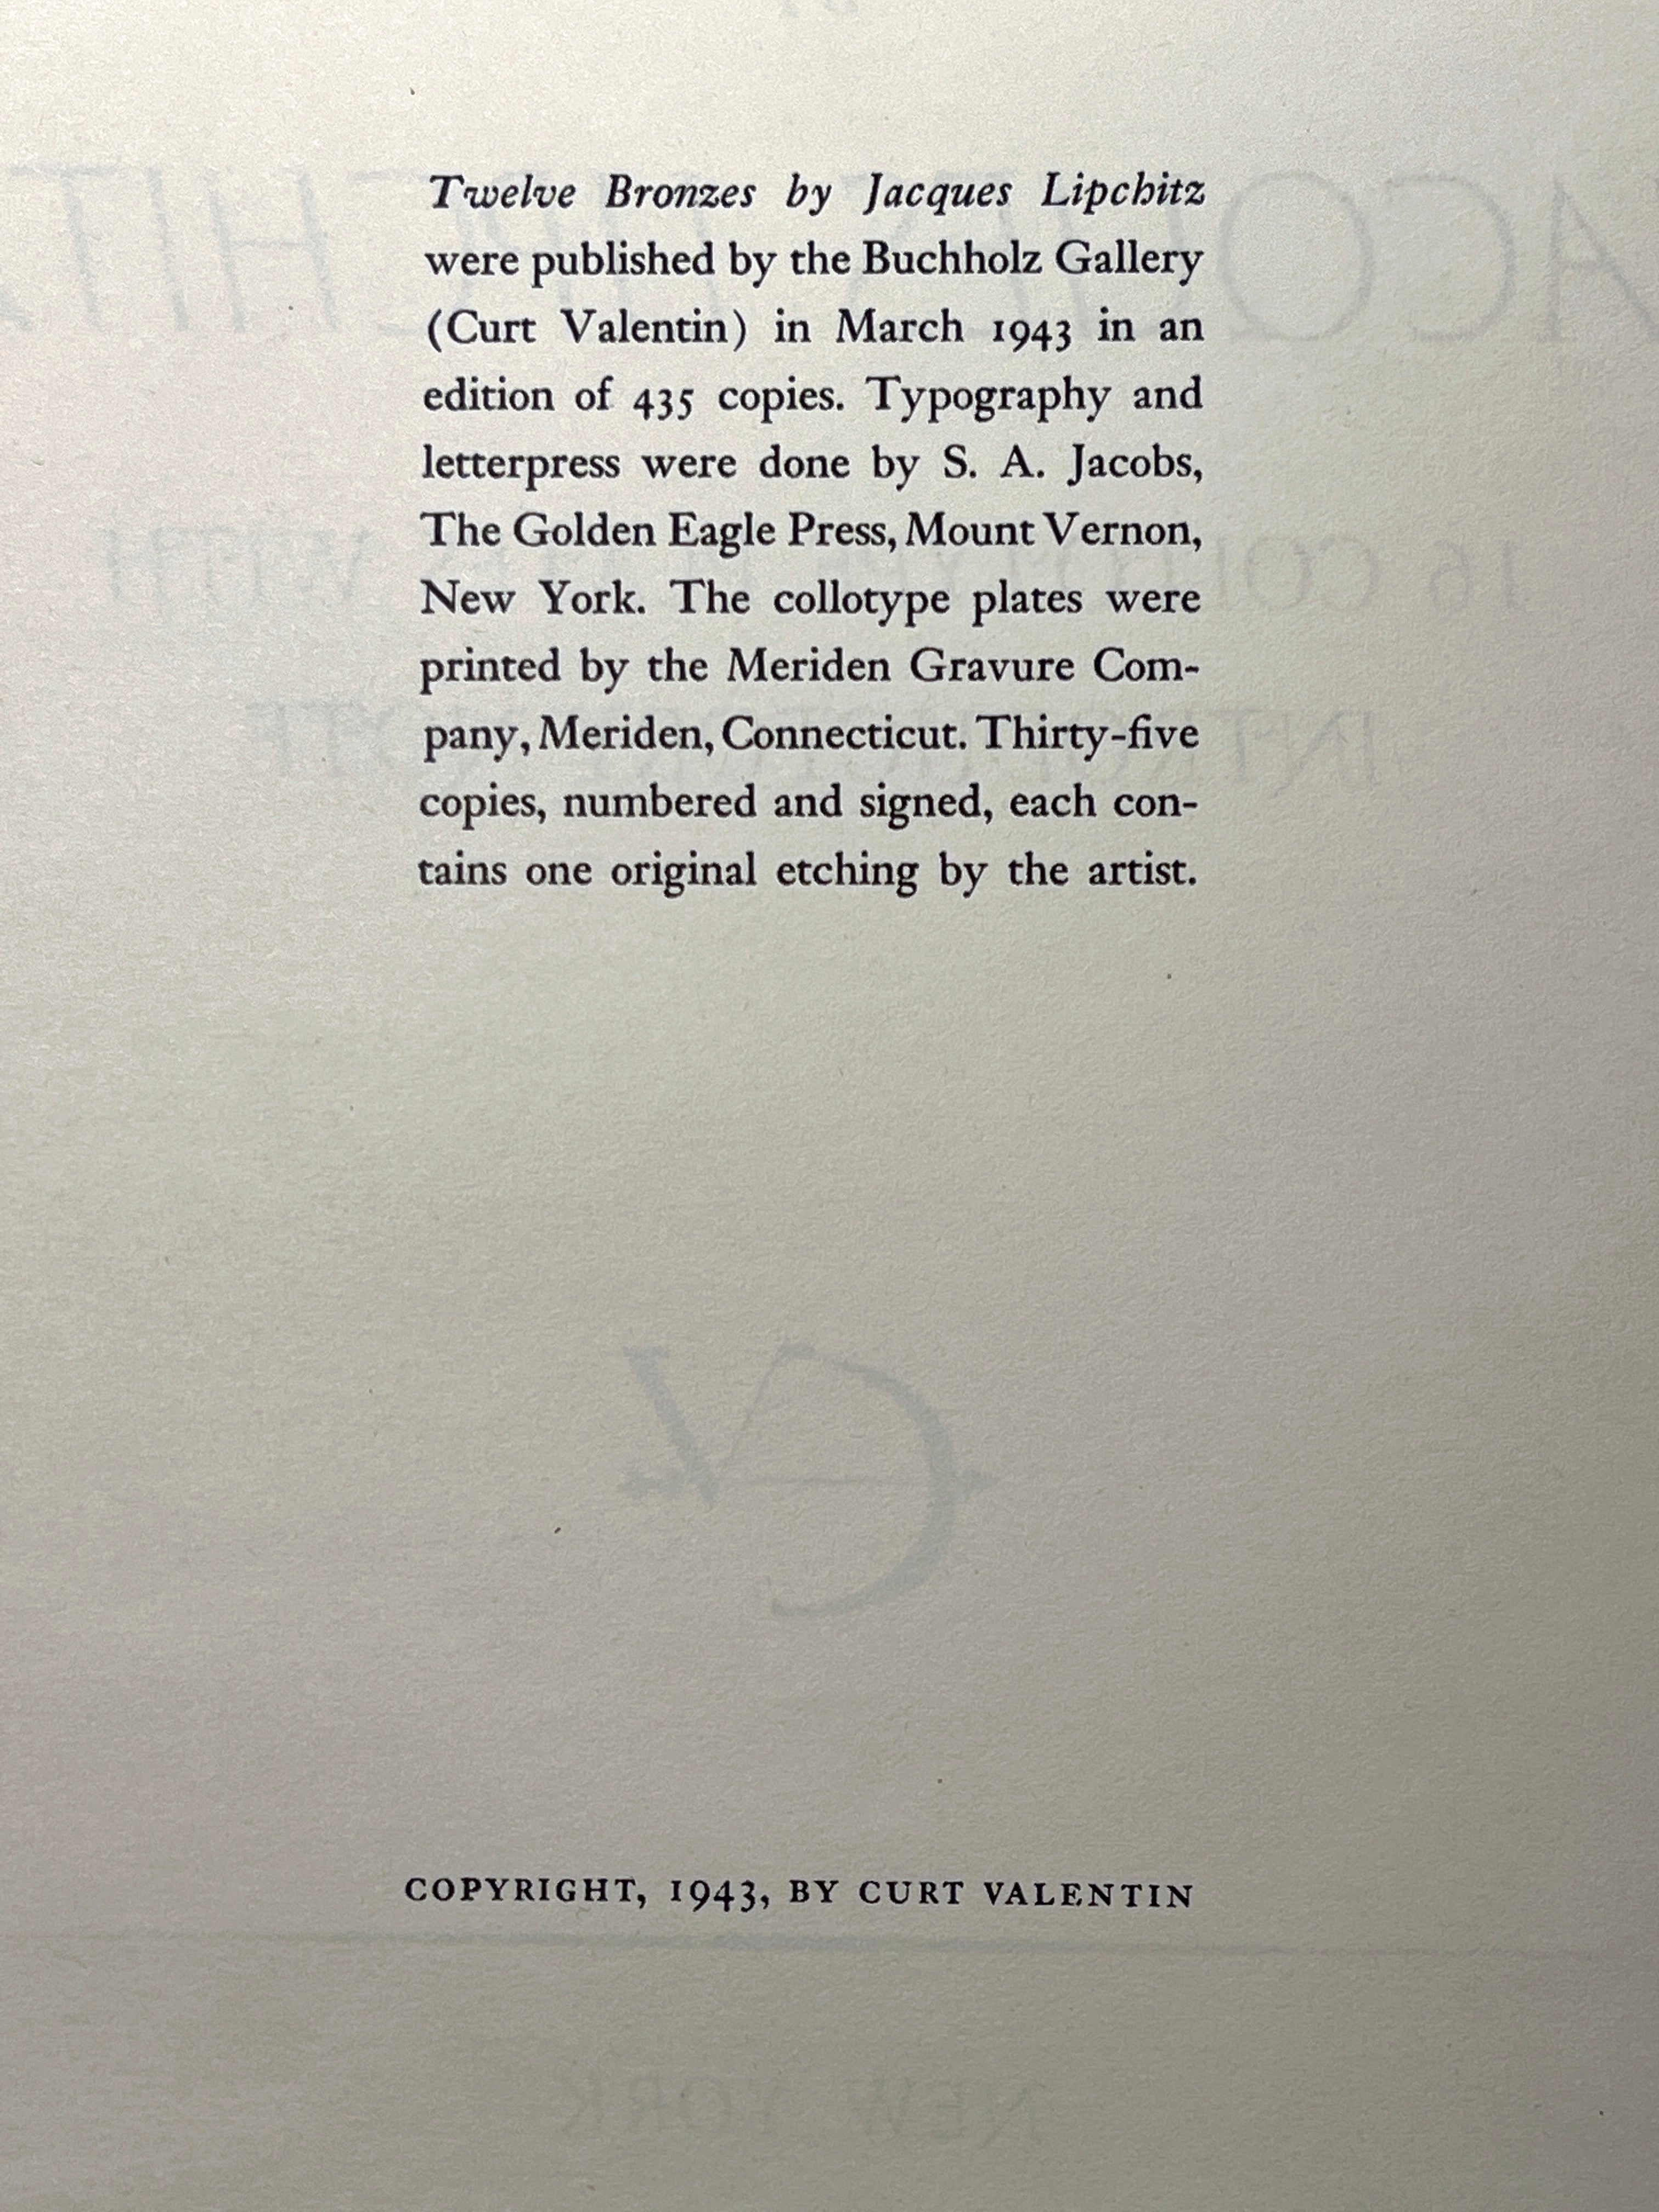 Twelve Bronzes by Jacques Lipchitz
were published by the Buchholz Gallery
(Curt Valentin) in March 1943 in an
edition of 435 copies. Typography and
letterpress were done by S. A. Jacobs,
The Golden Eagle Press, Mount Vernon,
New York. The collotype plates were
printed by the Meriden Gravure Com-
pany, Meriden, Connecticut. Thirty-five
copies, numbered and signed, each con-
tains one original etching by the artist.
COPYRIGHT, 1943, BY CURT VALENTIN
NEW YORK